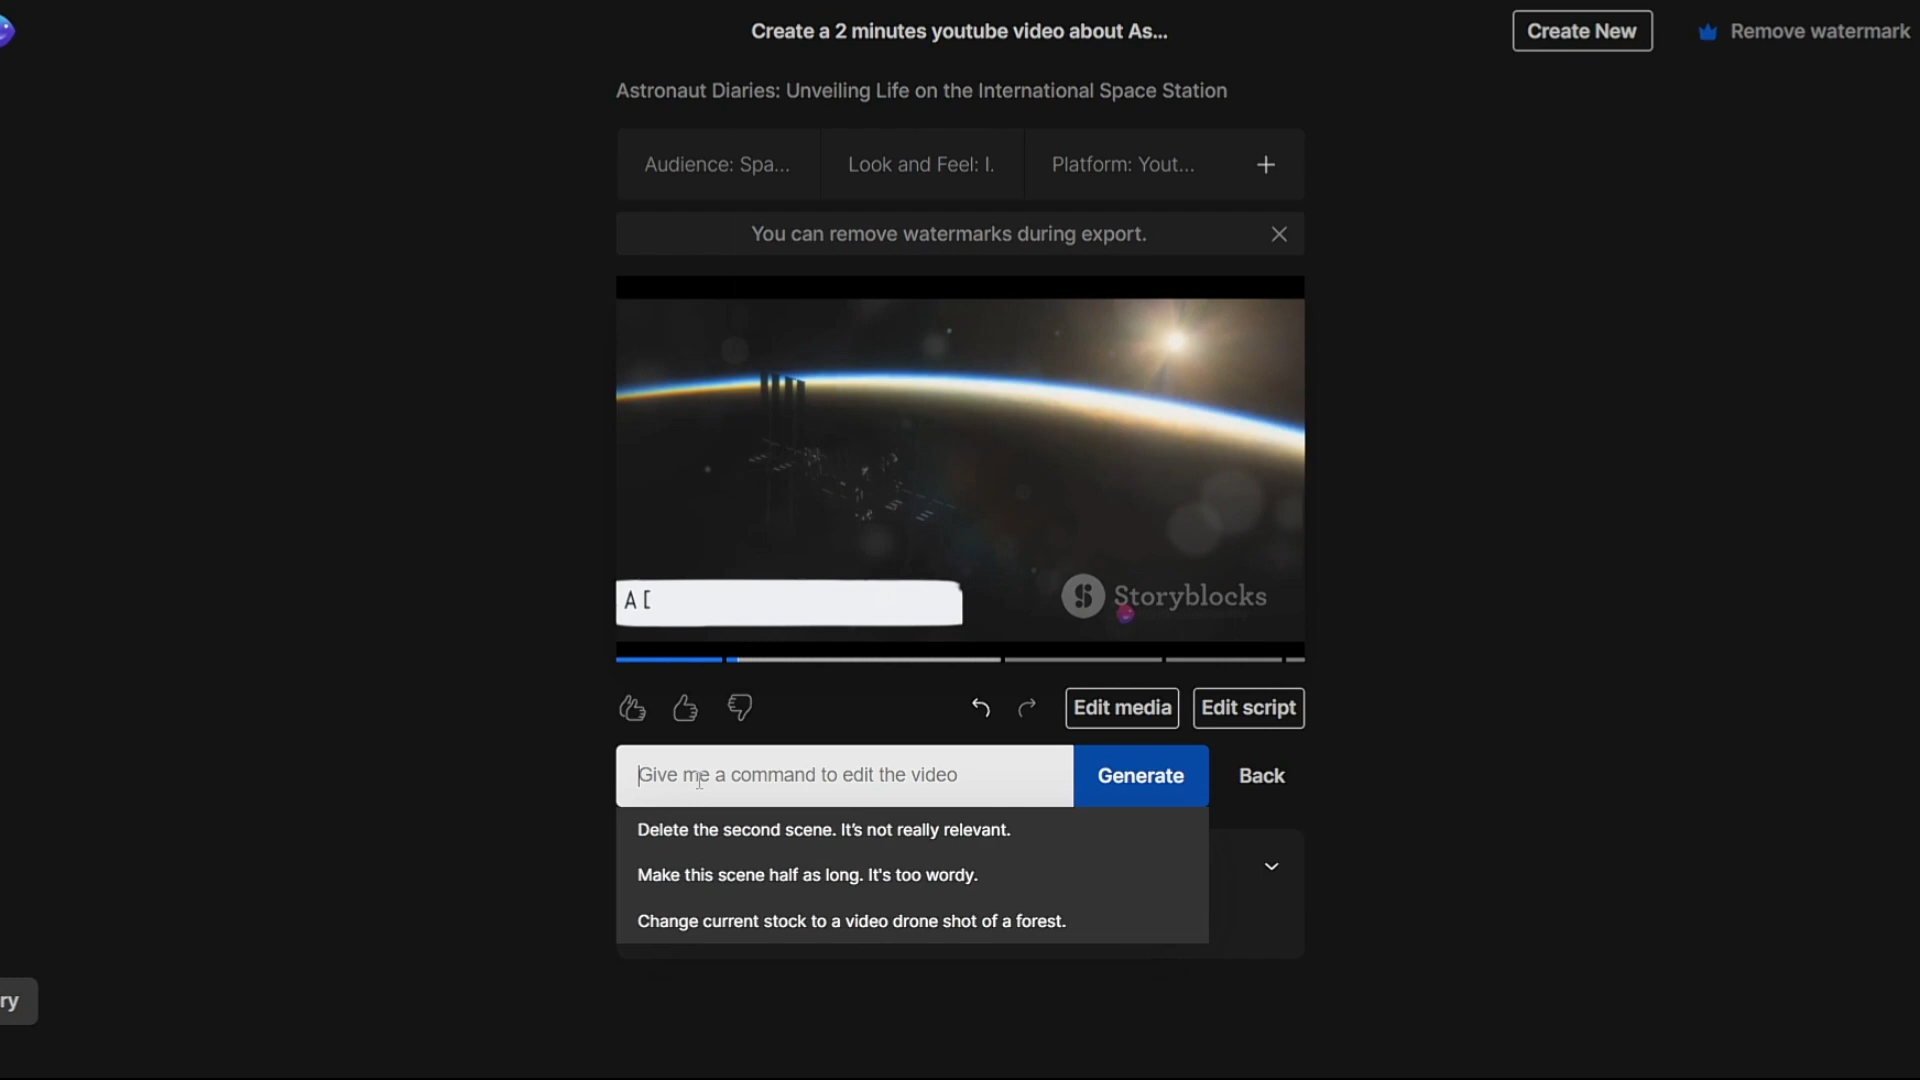 Create a 2 minutes youtube video about As...
Create New
Remove watermark
Astronaut Diaries: Unveiling Life on the International Space Station
Audience: Spa...
Look and Feel: I.
Platform: Yout...
You can remove watermarks during export.
A [
Storyblocks
Edit media
Edit script
Give me a command to edit the video
Generate
Back
Delete the second scene. It's not really relevant.
Make this scene half as long. It's too wordy.
Change current stock to a video drone shot of a forest.
ry